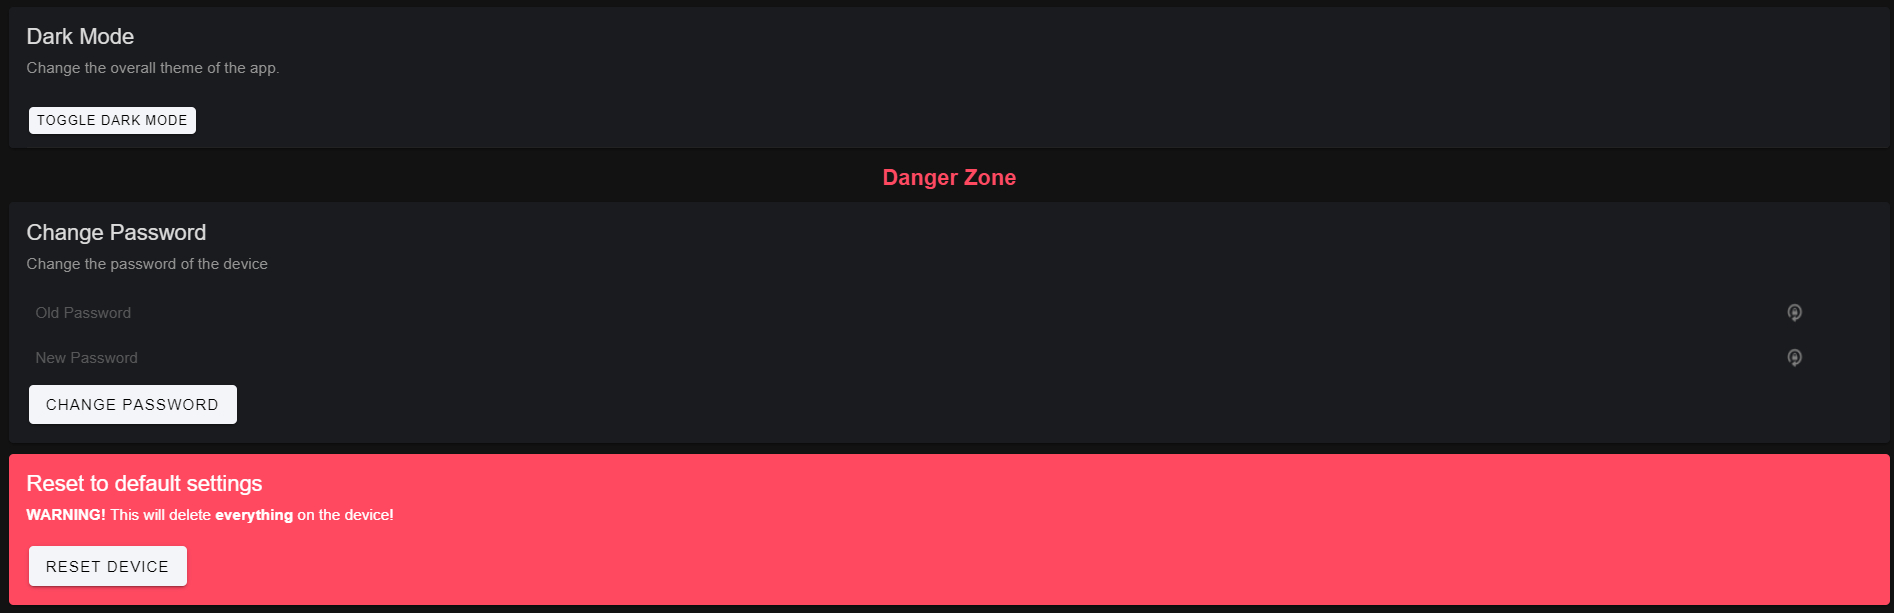 Dark Mode
Change the overall theme of the app.
TOGGLE DARK MODE
Danger Zone
Change Password
Change the password of the device
Old Password
New Password
CHANGE PASSWORD
Reset to default settings
WARNING! This will delete everything on the device!
RESET DEVICE